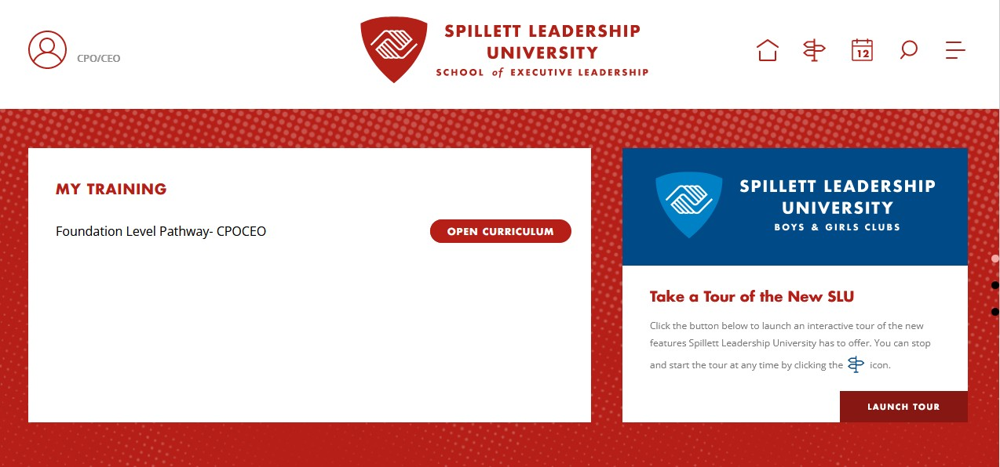 CPO/CEO
SPILLETT LEADERSHIP
UNIVERSITY
SCHOOL of EXECUTIVE LEADERSHIP
12
MY TRAINING
Foundation Level Pathway- CPOCEO
OPEN CURRICULUM
SPILLETT LEADERSHIP
UNIVERSITY
BOYS & GIRLS CLUBS
Take a Tour of the New SLU
Click the button below to launch an interactive tour of the new
features Spillett Leadership University has to offer. You can stop
and start the tour at any time by clicking the icon.
LAUNCH TOUR